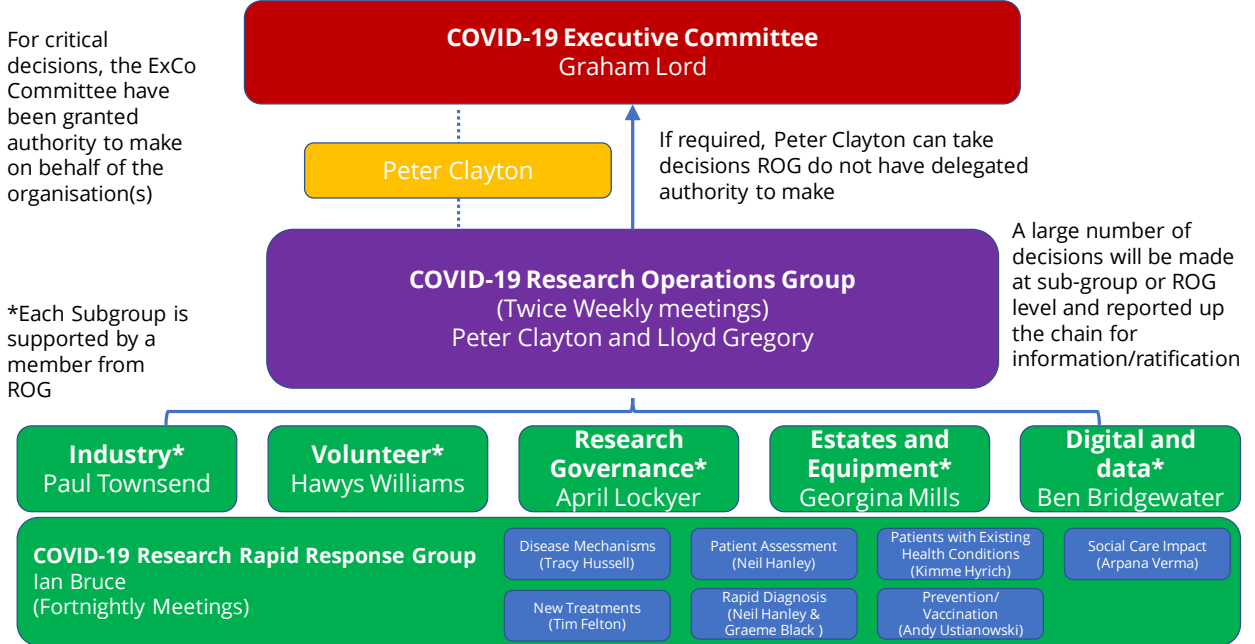 COVID-19 Executive Committee
Graham Lord
For critical
decisions, the ExCo
Committee have
been granted
authority to make
on behalf of the
organisation(s)
Peter Clayton
If required, Peter Clayton can take
decisions ROG do not have delegated
authority to make
COVID-19 Research Operations Group
(Twice Weekly meetings)
Peter Clayton and Lloyd Gregory
A large number of
decisions will be made
at sub-group or ROG
level and reported up
the chain for
information/ratification
*Each Subgroup is
supported by a
member from
ROG
Industry*
Paul Townsend
Volunteer*
Hawys Williams
Research
Governance*
April Lockyer
Estates and
Equipment*
Georgina Mills
Digital and
data*
Ben Bridgewater
COVID-19 Research Rapid Response Group
Ian Bruce
(Fortnightly Meetings)
Disease Mechanisms
(Tracy Hussell)
Patient Assessment
(Neil Hanley)
Patients with Existing
Health Conditions
(Kimme Hyrich)
Social Care Impact
(Arpana Verma)
New Treatments
(Tim Felton)
Rapid Diagnosis
(Neil Hanley &
Graeme Black )
Prevention/
Vaccination
(Andy Ustianowski)